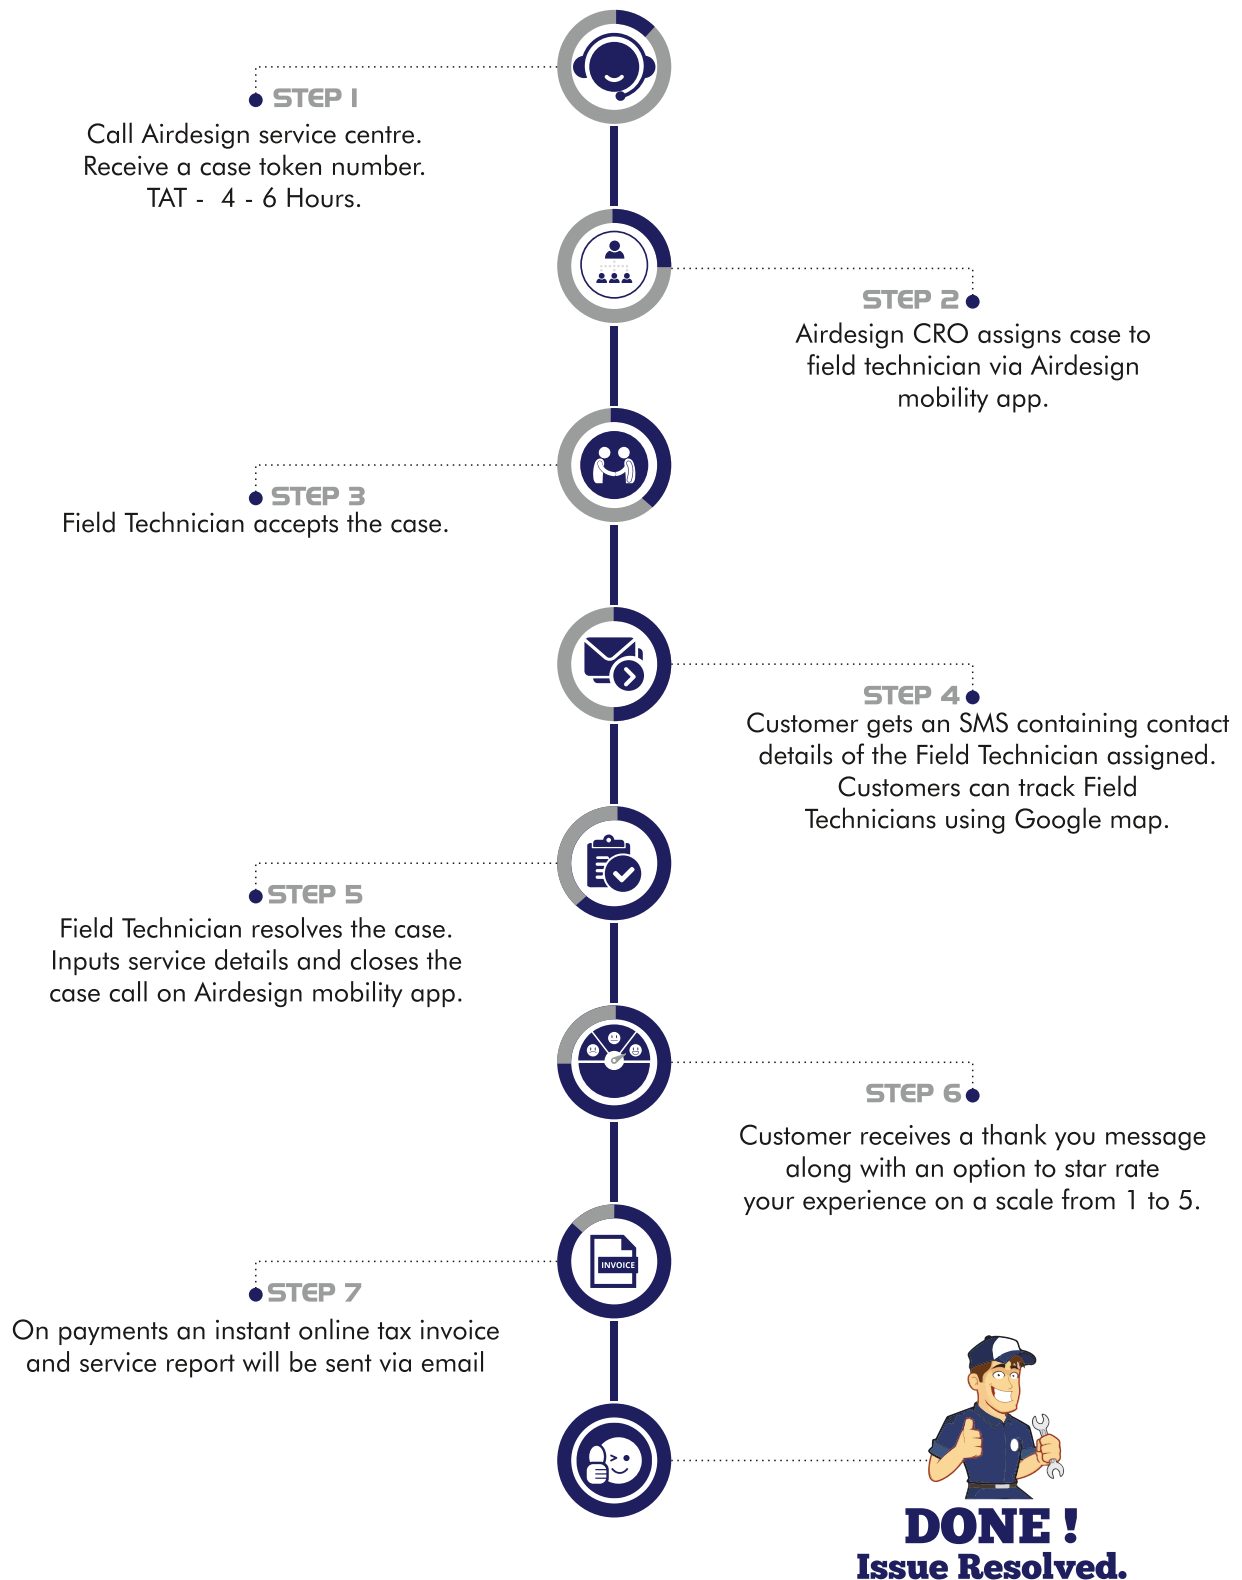 STEP 1
Call Airdesign service centre.
Receive a case token number.
TAT - 4 - 6 Hours.
STEP 2
Airdesign CRO assigns case to
field technician via Airdesign
mobility app.
STEP 3
Field Technician accepts the case.
STEP 4
Customer gets an SMS containing contact
details of the Field Technician assigned.
Customers can track Field
Technicians using Google map.
STEP 5
Field Technician resolves the case.
Inputs service details and closes the
case call on Airdesign mobility app.
STEP 6
Customer receives a thank you message
along with an option to star rate
your experience on a scale from 1 to 5.
INVOICE
STEP 7
On payments an instant online tax invoice
and service report will be sent via email
DONE !
Issue Resolved.